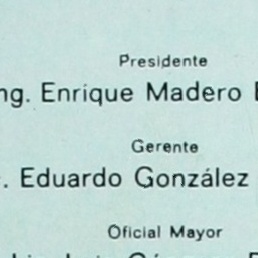 Presidente
ng. Enrique Madero
Gerente
. Eduardo González
Oficial Mayor